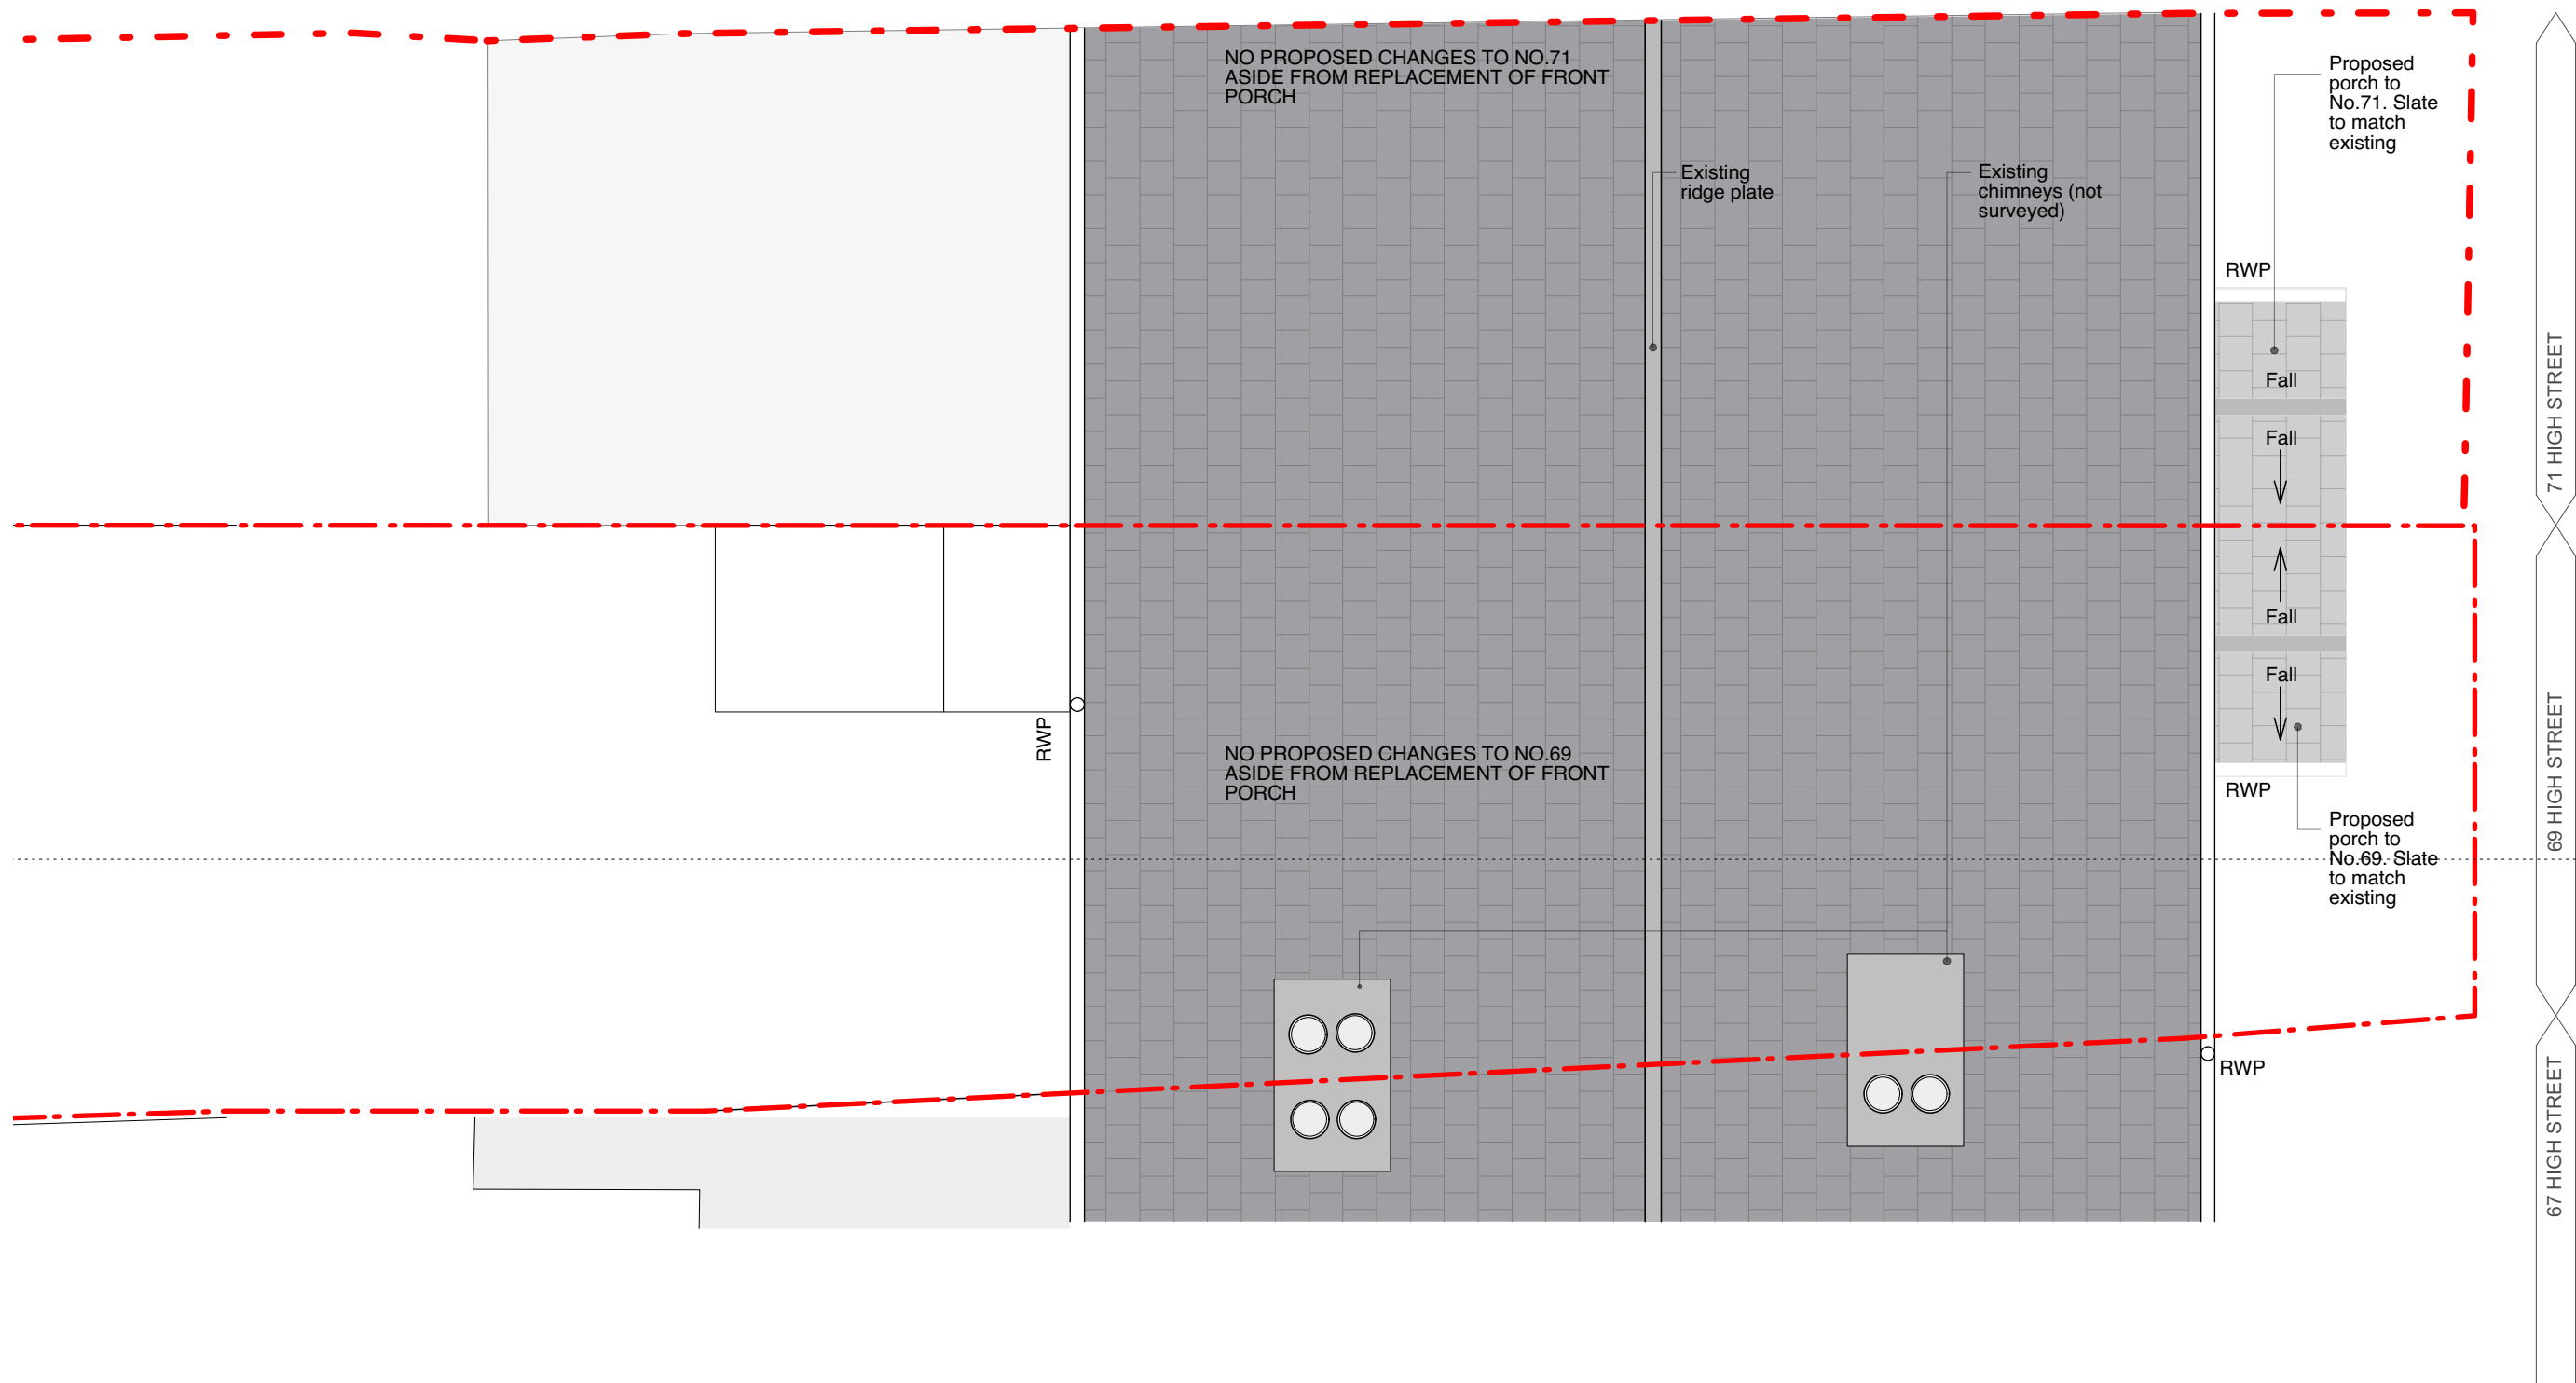 NO PROPOSED CHANGES TO NO.71
ASIDE FROM REPLACEMENT OF FRONT
PORCH
Proposed
porch to
No.71. Slate
to match
existing
Existing
ridge plate
Existing
chimneys (not
surveyed)
RWP
Fall
Fall
71 HIGH STREET
Fall
Fall
RWP
RWP
NO PROPOSED CHANGES TO NO.69
ASIDE FROM REPLACEMENT OF FRONT
PORCH
69 HIGH STREET
Proposed
porch to
No.69. Slate
to match
existing
RWP
67 HIGH STREET